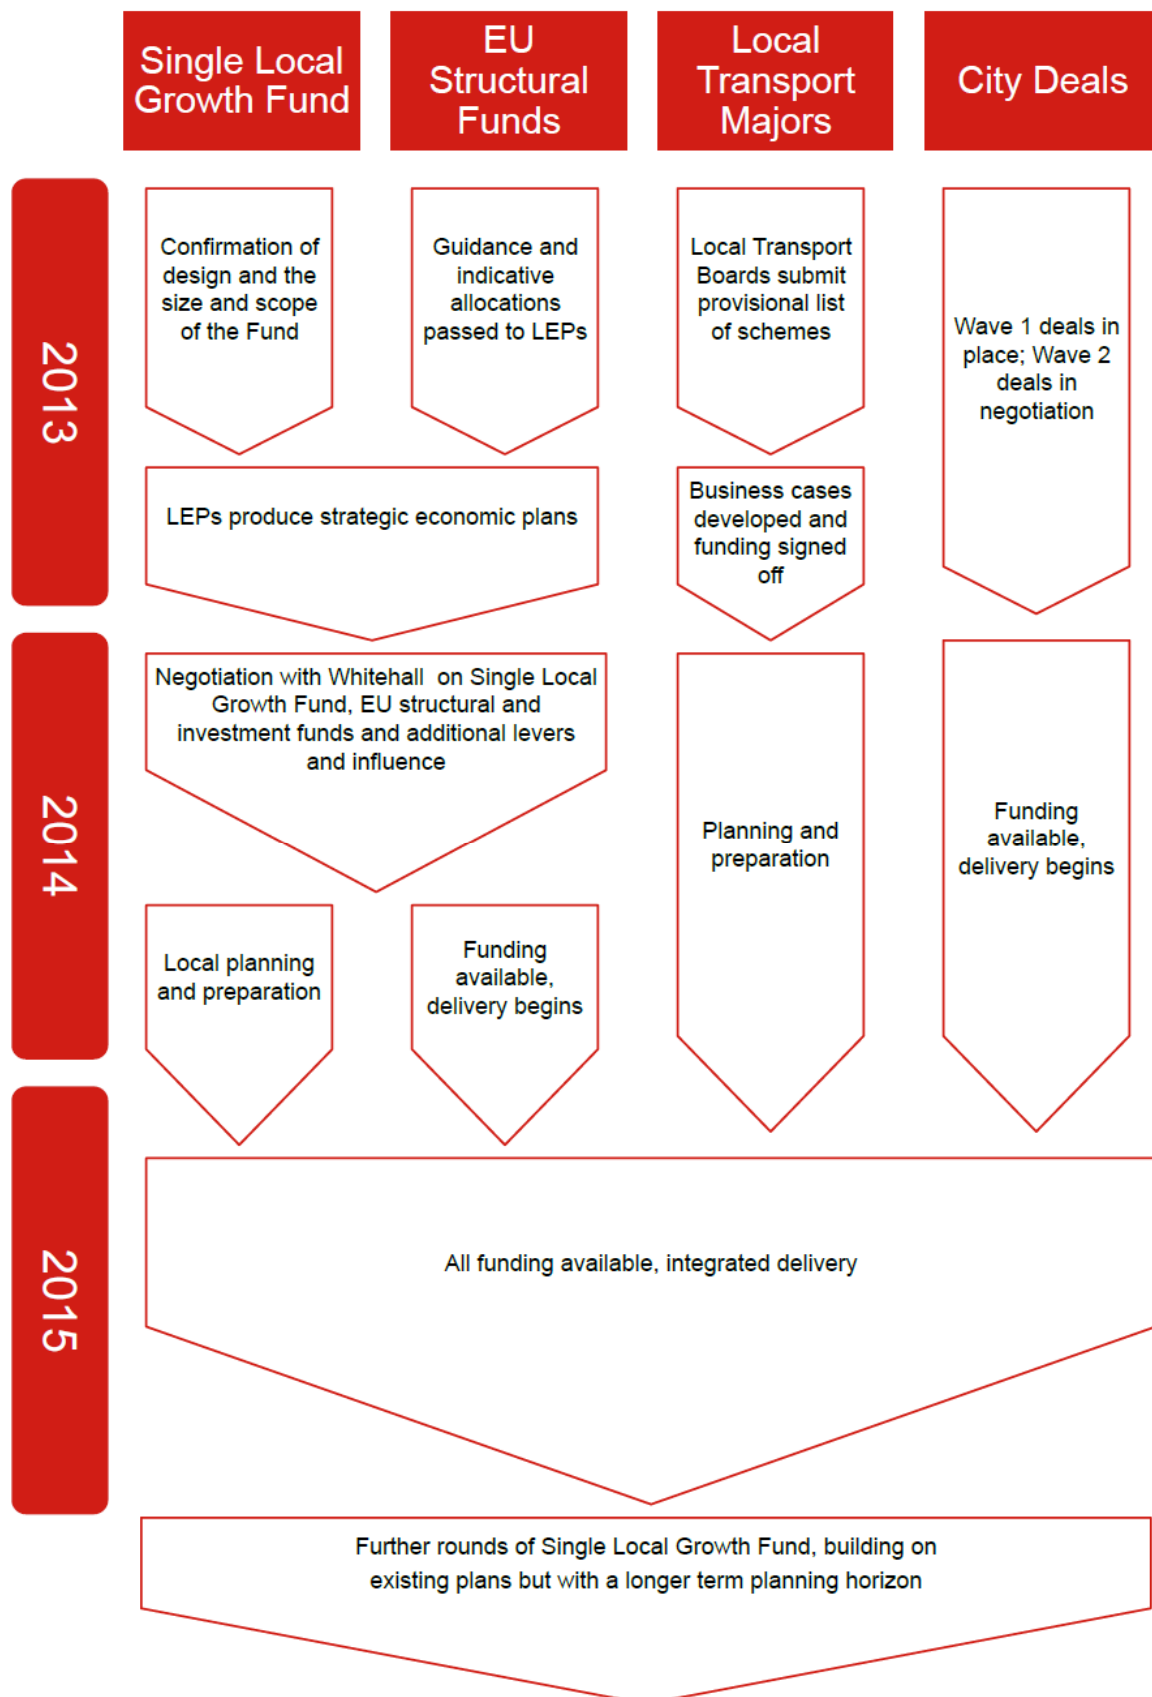 Single Local
Growth Fund
EU
Structural
Funds
Local
Transport
Majors
City Deals
2013
Confirmation of
design and the
size and scope
of the Fund
Guidance and
indicative
allocations
passed to LEPs
Local Transport
Boards submit
provisional list
of schemes
Wave 1 deals in
place; Wave 2
deals in
negotiation
LEPs produce strategic economic plans
Business cases
developed and
funding signed
off
2014
Negotiation with Whitehall on Single Local
Growth Fund, EU structural and
investment funds and additional levers
and influence
Planning and
preparation
Funding
available,
delivery begins
Local planning
and preparation
Funding
available,
delivery begins
2015
All funding available, integrated delivery
Further rounds of Single Local Growth Fund, building on
existing plans but with a longer term planning horizon